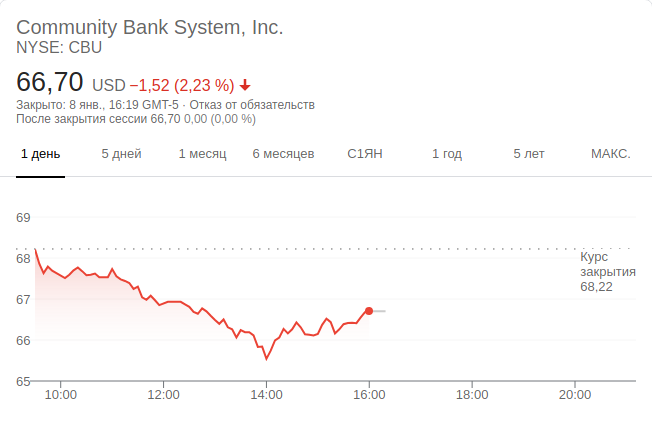 Community Bank System, Inc.
NYSE: CBU
66,70 USD −1,52 (2,23 %)
Закрыто: 8 янв., 16:19 GMT-5 · Отказ от обязательств
После закрытия сессии 66,70 0,00 (0,00 %)
1 день 5 дней 1 месяц 6 месяцев С1ЯН 1 год 5 лет МАКС.
69
68
67
66
65
Курс
закрытия
68,22
10:00 12:00 14:00 16:00 18:00 20:00